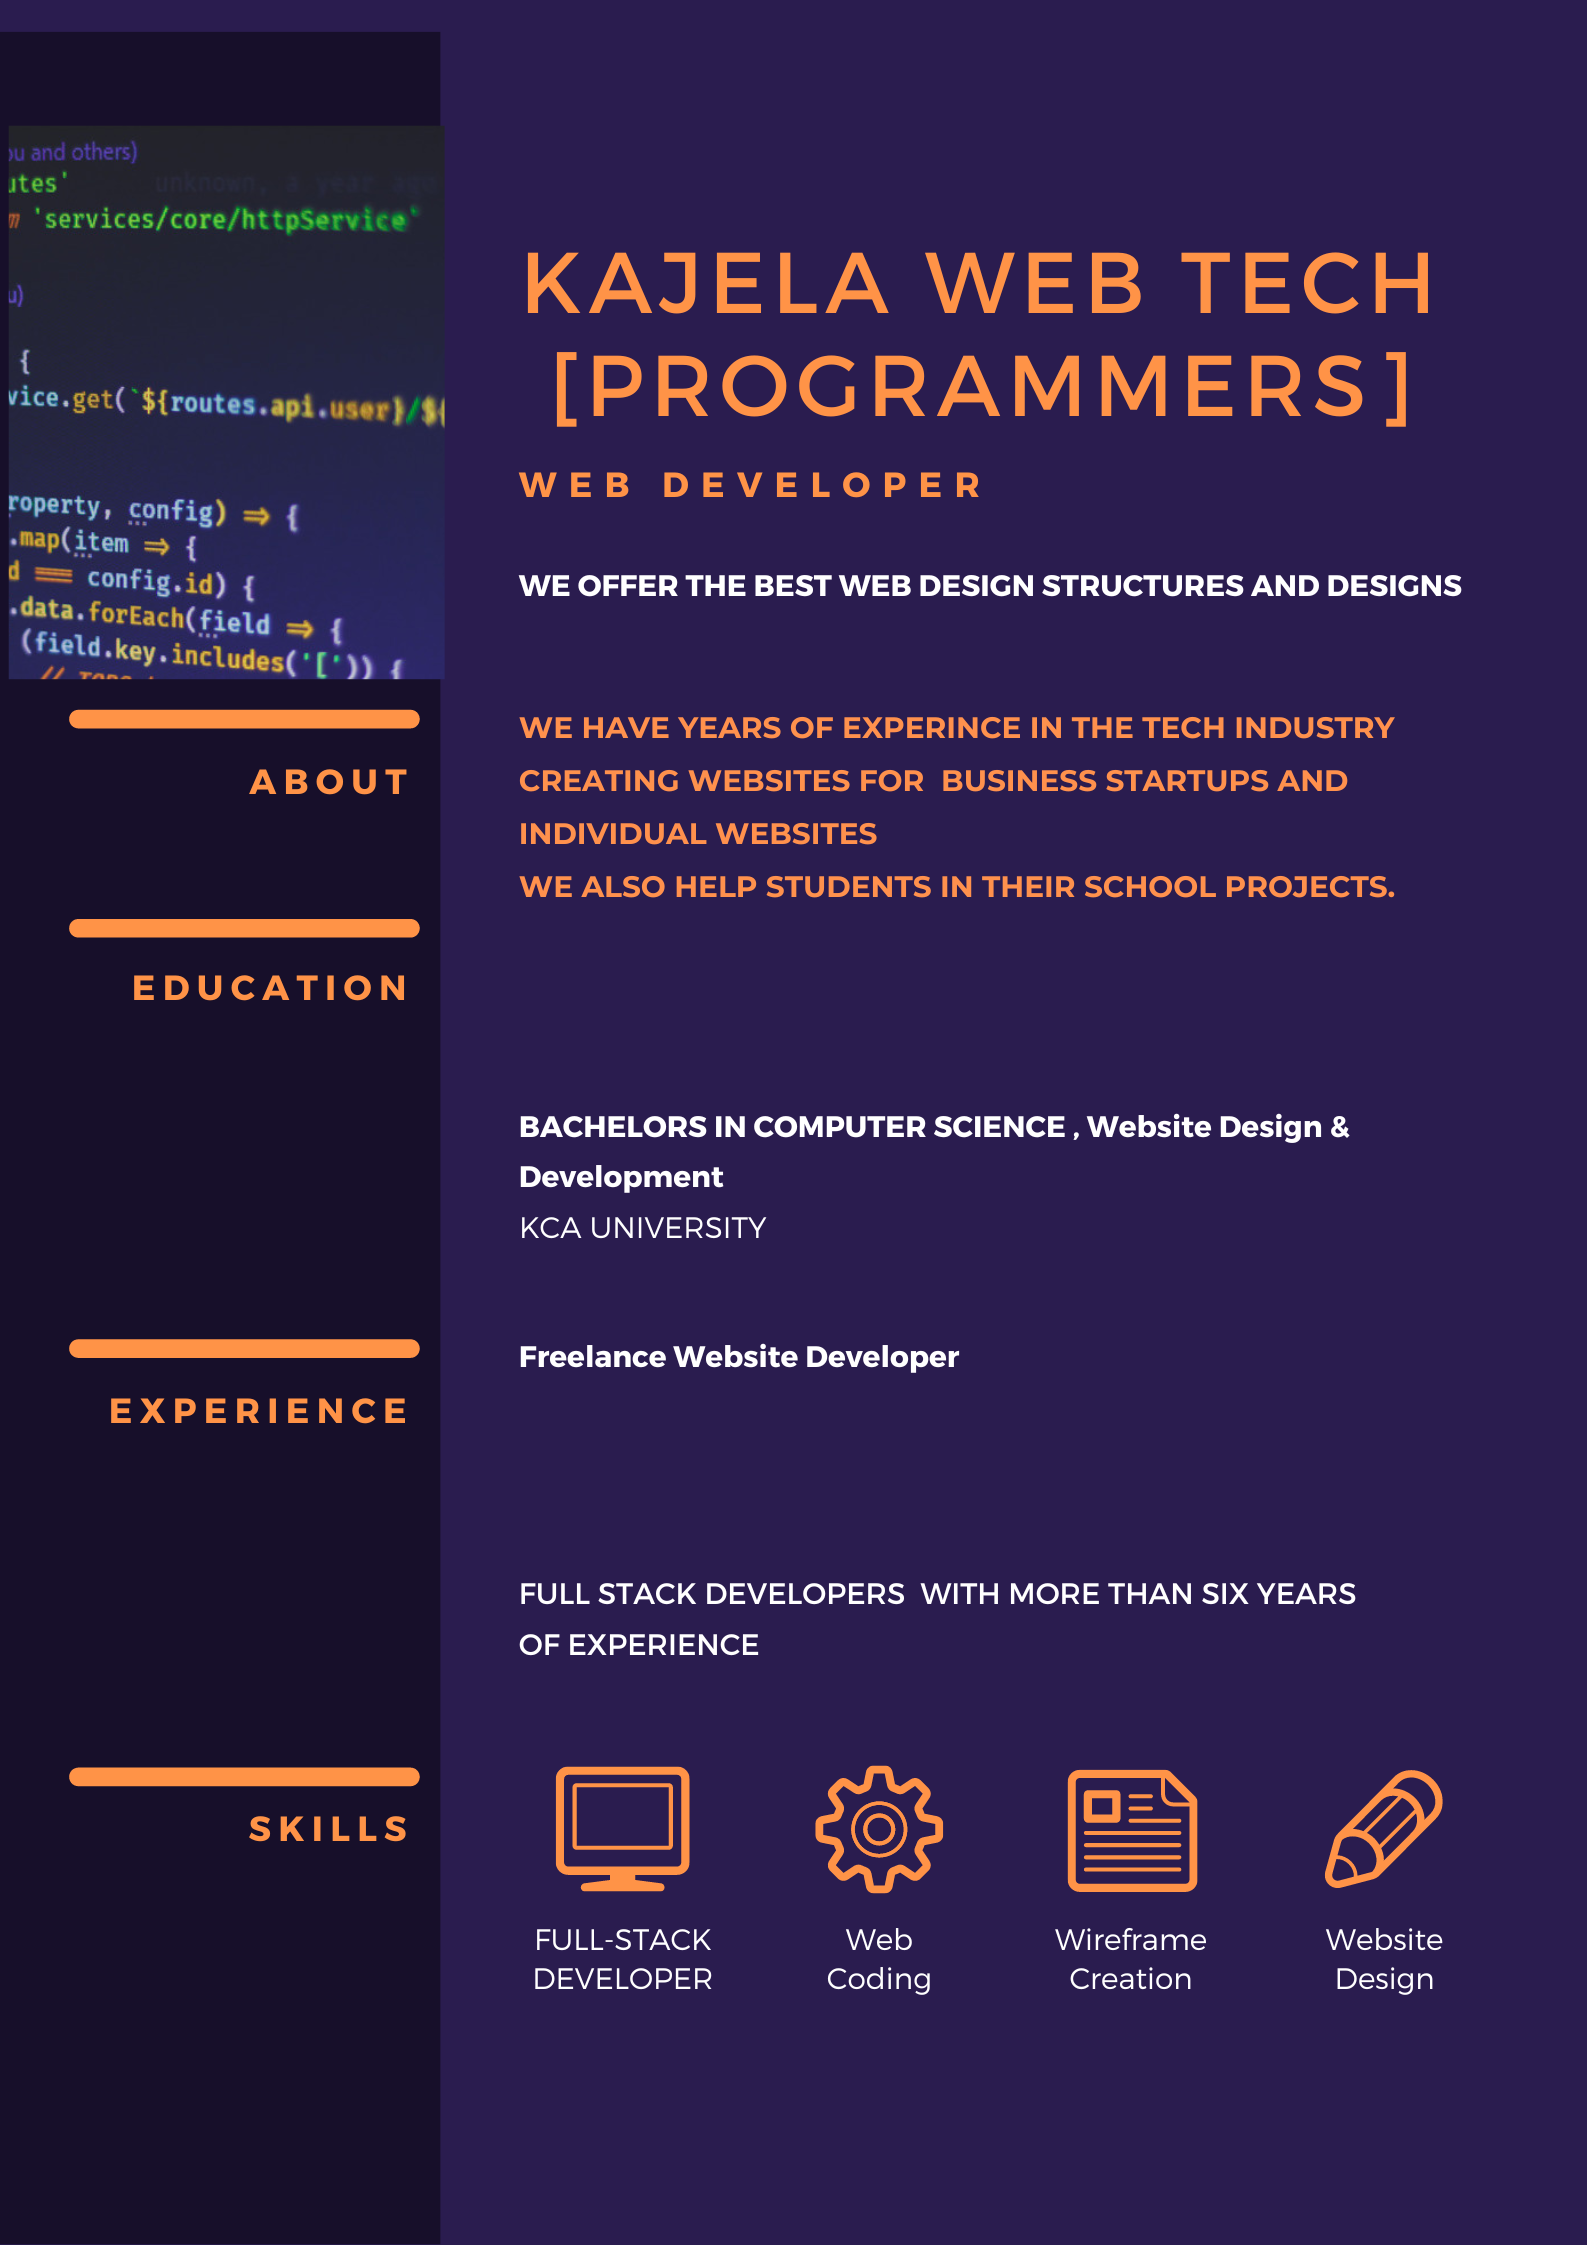 ou and others)
utes'
unknown, a year ago
m 'services/core/httpService'
u)
{
vice.get(`${routes.api.user}/${
roperty, config) => {
.map(item => {
d === config.id) {
.data.forEach(field => {
(field.key.includes('[')) {
//
KAJELA WEB TECH
[PROGRAMMERS]
WEB DEVELOPER
WE OFFER THE BEST WEB DESIGN STRUCTURES AND DESIGNS
ABOUT
WE HAVE YEARS OF EXPERINCE IN THE TECH INDUSTRY
CREATING WEBSITES FOR  BUSINESS STARTUPS AND
INDIVIDUAL WEBSITES
WE ALSO HELP STUDENTS IN THEIR SCHOOL PROJECTS.
EDUCATION
BACHELORS IN COMPUTER SCIENCE , Website Design &
Development
KCA UNIVERSITY
EXPERIENCE
Freelance Website Developer
FULL STACK DEVELOPERS  WITH MORE THAN SIX YEARS
OF EXPERIENCE
SKILLS
FULL-STACK
DEVELOPER
Web
Coding
Wireframe
Creation
Website
Design